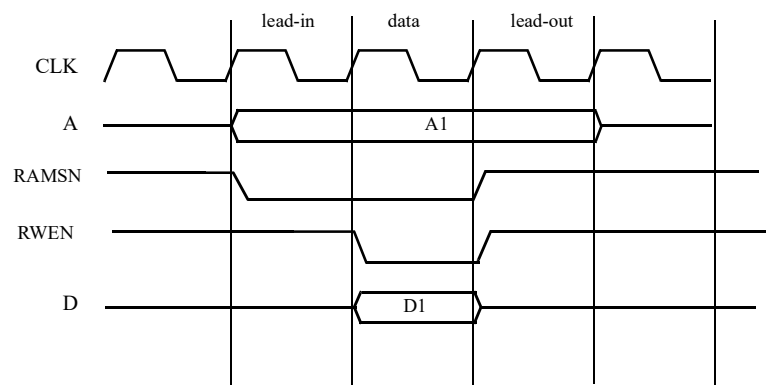 lead-in data lead-out
CLK
A A1
RAMSN
RWEN
D D1